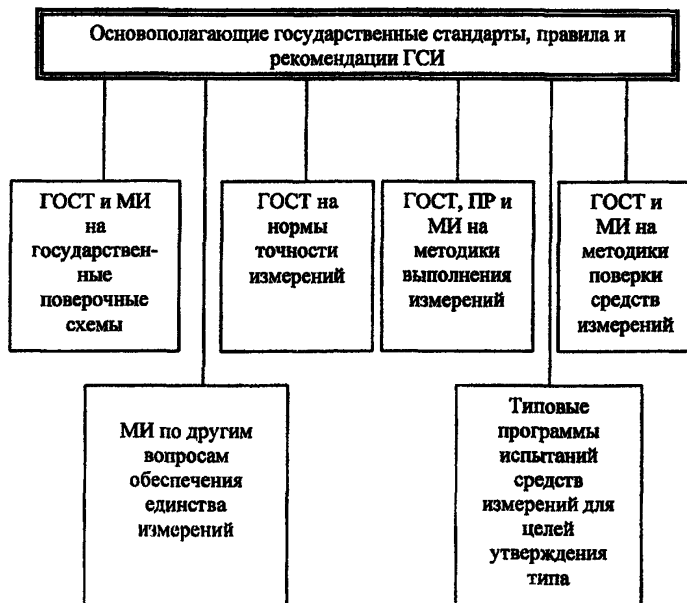 Основополагающие государственные стандарты, правила и
рекомендации ГСИ
ГОСТ и МИ
на
государствен-
ные
поверочные
схемы
ГОСТ на
нормы
точности
измерений
ГОСТ, ПР и
МИ на
методики
выполнения
измерений
ГОСТ и
МИ на
методики
поверки
средств
измерений
МИ по другим
вопросам
обеспечения
единства
измерений
Типовые
программы
испытаний
средств
измерений для
целей
утверждения
типа